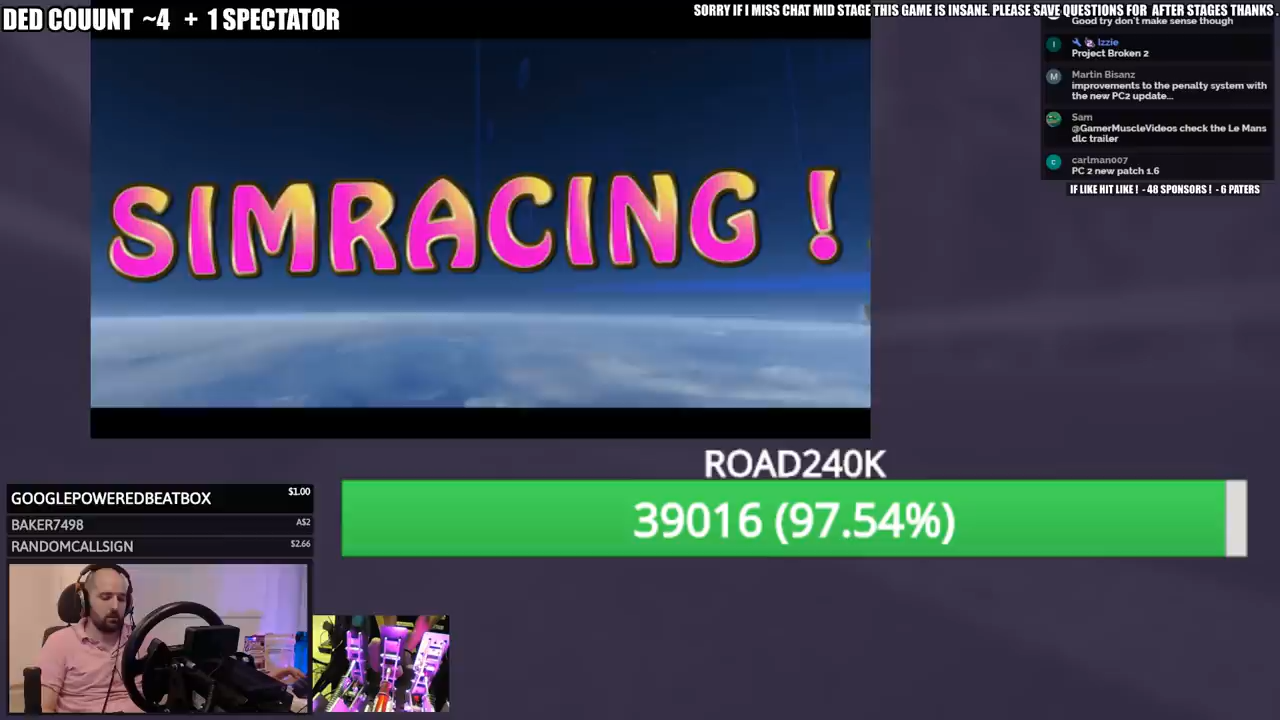 DED COUUNT ~4 + 1 SPECTATOR
SORRY IF I MISS CHAT MID STAGE THIS GAME IS INSANE. PLEASE SAVE QUESTIONS FOR AFTER STAGES THANKS .
Good try don't make sense though
Izzie
Project Broken 2
Martin Bisanz
improvements to the penalty system with
the new PC2 update...
Sam
@GamerMuscleVideos check the Le Mans
dlc trailer
carlman007
PC 2 new patch 1.6
IF LIKE HIT LIKE ! - 48 SPONSORS ! - 6 PATERS
SIMRACING !
ROAD240K
39016 (97.54%)
GOOGLEPOWEREDBEATBOX $1.00
BAKER7498 A$2
RANDOMCALLSIGN $2.66